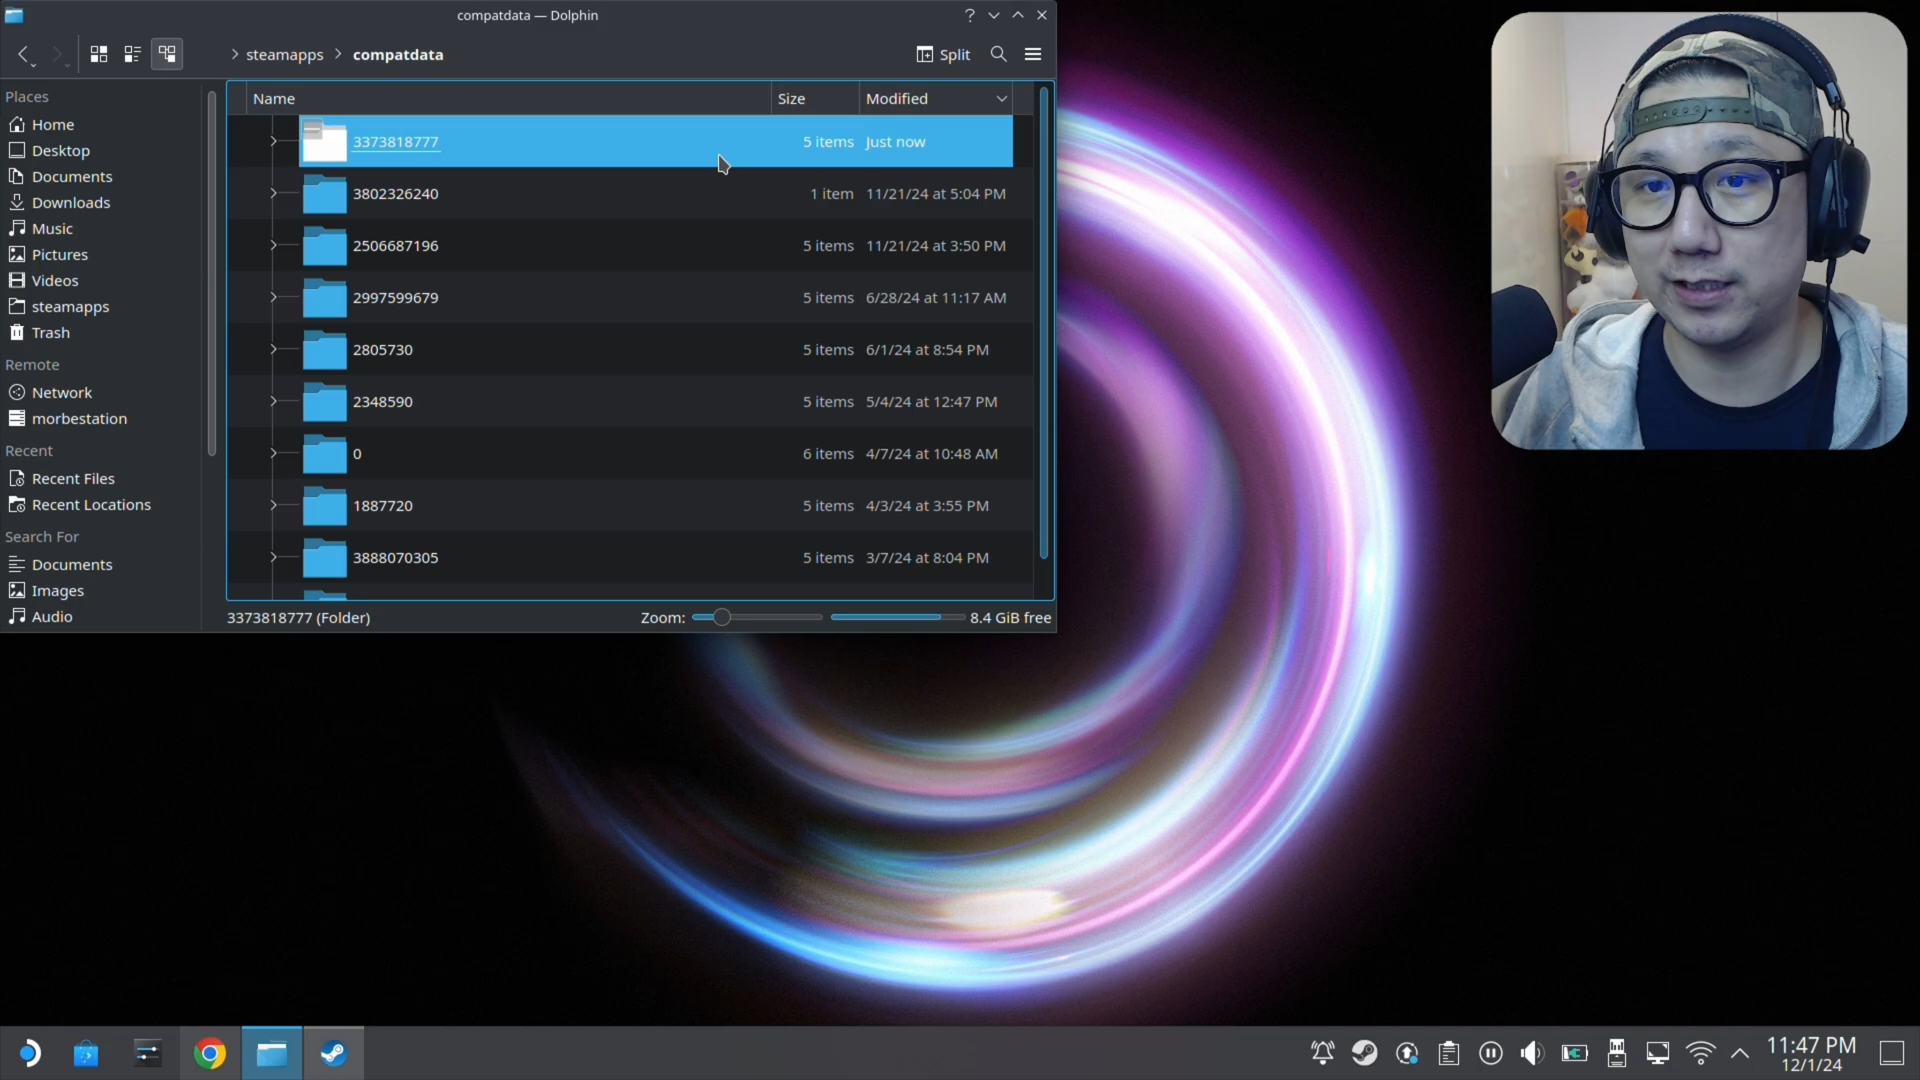 compatdata — Dolphin
steamapps
compatdata
Split
Places
Home
Desktop
Documents
Downloads
Music
Pictures
Videos
steamapps
Trash
Remote
Network
morbestation
Recent
Recent Files
Recent Locations
Search For
Documents
Images
Audio
Name Size Modified
3373818777 5 items Just now
3802326240 1 item 11/21/24 at 5:04 PM
2506687196 5 items 11/21/24 at 3:50 PM
2997599679 5 items 6/28/24 at 11:17 AM
2805730 5 items 6/1/24 at 8:54 PM
2348590 5 items 5/4/24 at 12:47 PM
0 6 items 4/7/24 at 10:48 AM
1887720 5 items 4/3/24 at 3:55 PM
3888070305 5 items 3/7/24 at 8:04 PM
3373818777 (Folder) Zoom: 8.4 GiB free
11:47 PM
12/1/24